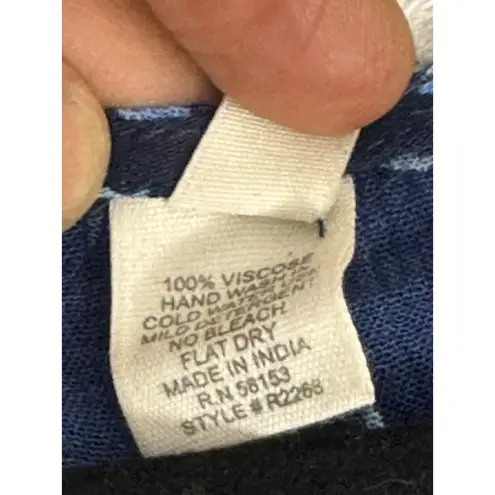 100% VISCOSE
HAND WASH IN
COLD WATER USE
MILD DETERGENT
NO BLEACH
FLAT DRY
MADE IN INDIA
R.N 58153
STYLE # R2268